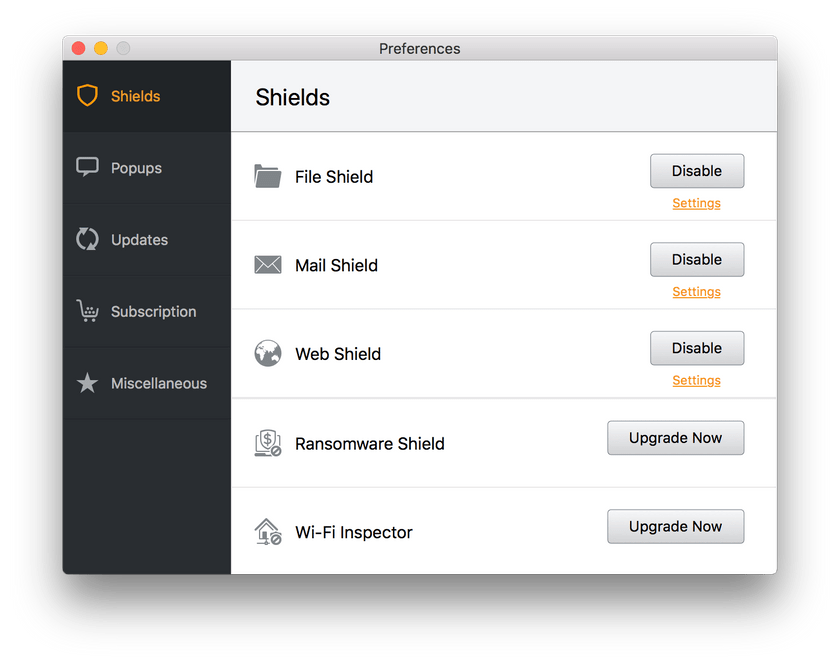 Preferences
Shields
Popups
Updates
Subscription
Miscellaneous
Shields
File Shield
Disable
Settings
Mail Shield
Disable
Settings
Web Shield
Disable
Settings
Ransomware Shield
Upgrade Now
Wi-Fi Inspector
Upgrade Now